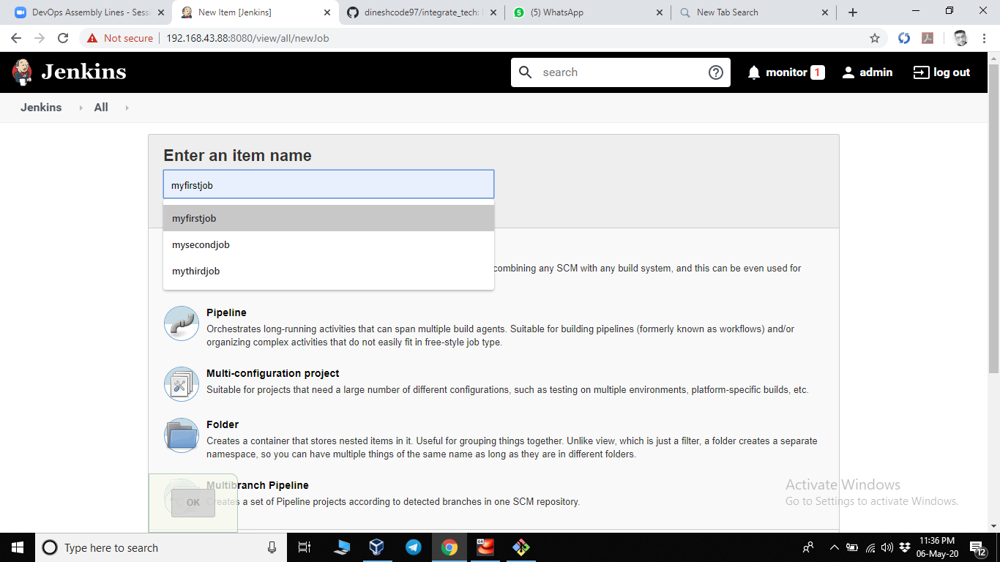 DevOps Assembly Lines - Sess
New Item [Jenkins]
dineshcode97/integrate_tech:
(5) WhatsApp
New Tab Search
Not secure
192.168.43.88:8080/view/all/newJob
Jenkins
search
monitor 1
admin
log out
Jenkins
All
Enter an item name
myfirstjob
myfirstjob
mysecondjob
mythirdjob
combining any SCM with any build system, and this can be even used for
Pipeline
Orchestrates long-running activities that can span multiple build agents. Suitable for building pipelines (formerly known as workflows) and/or
organizing complex activities that do not easily fit in free-style job type.
Multi-configuration project
Suitable for projects that need a large number of different configurations, such as testing on multiple environments, platform-specific builds, etc.
Folder
Creates a container that stores nested items in it. Useful for grouping things together. Unlike view, which is just a filter, a folder creates a separate
namespace, so you can have multiple things of the same name as long as they are in different folders.
Multibranch Pipeline
Creates a set of Pipeline projects according to detected branches in one SCM repository.
OK
Activate Windows
Go to Settings to activate Windows.
Type here to search
11:36 PM
06-May-20
12